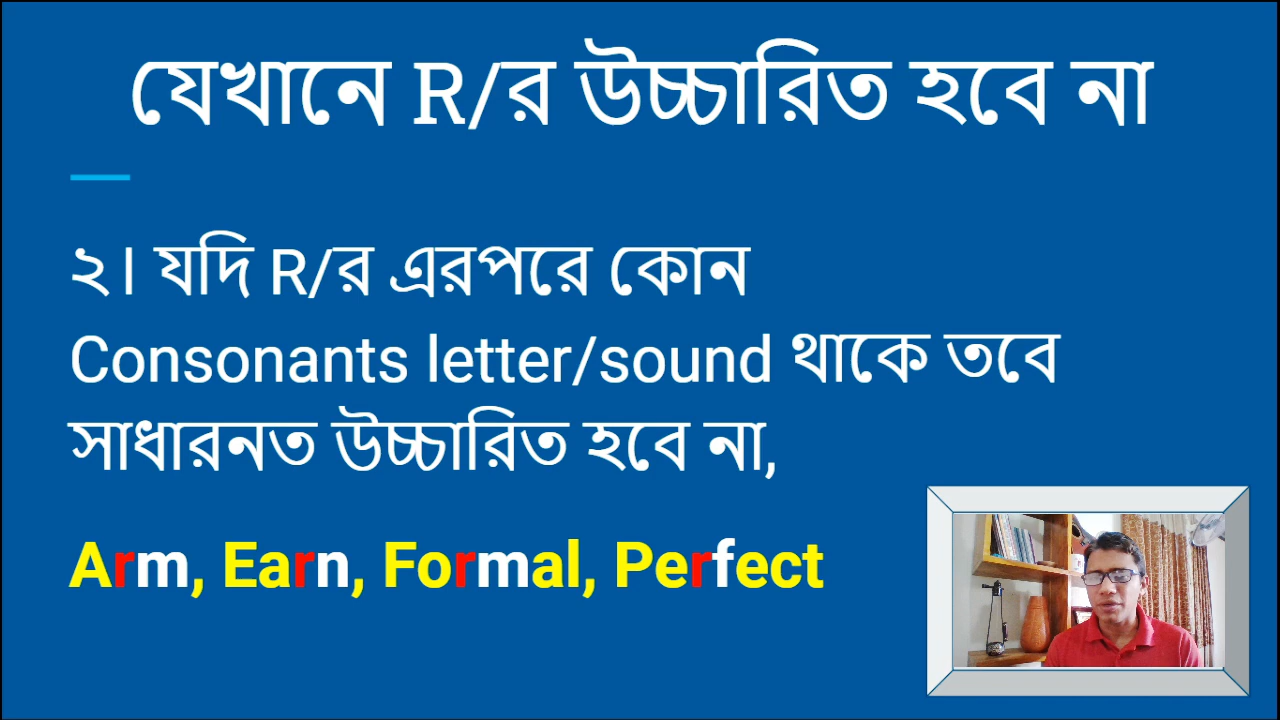 যেখানে R/র উচ্চারিত হবে না
২। যদি R/র এরপরে কোন
Consonants letter/sound থাকে তবে
সাধারনত উচ্চারিত হবে না,
Arm, Earn, Formal, Perfect